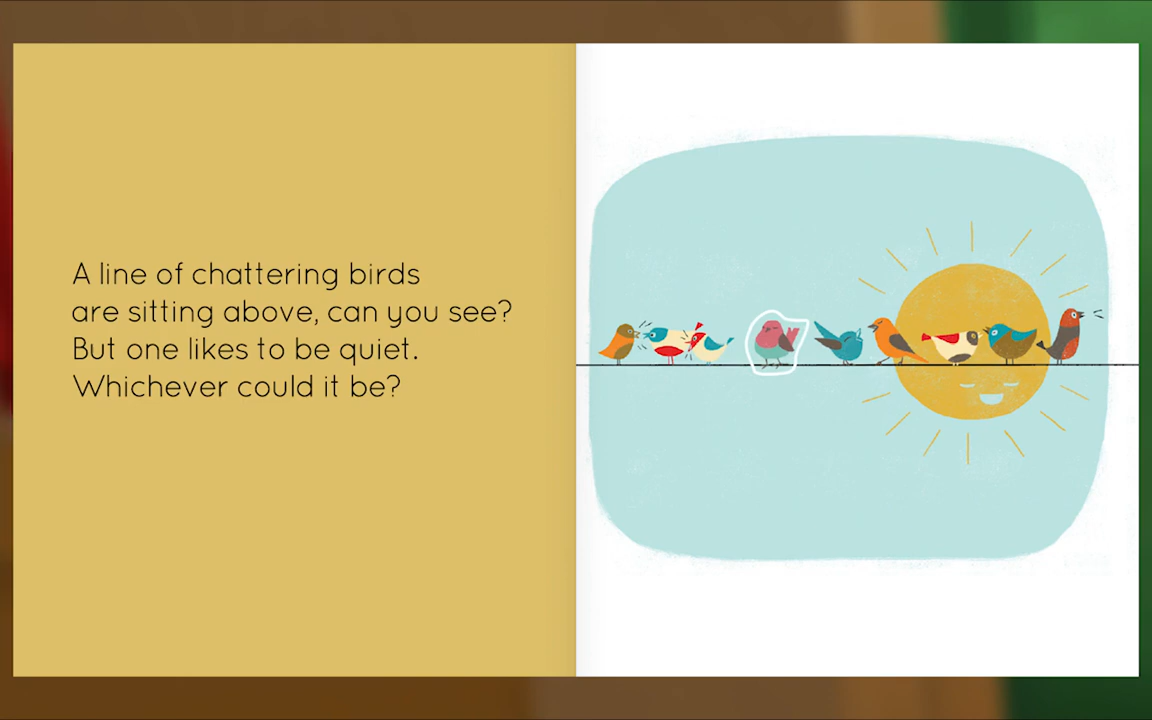 A line of chattering birds
are sitting above, can you see?
But one likes to be quiet.
Whichever could it be?